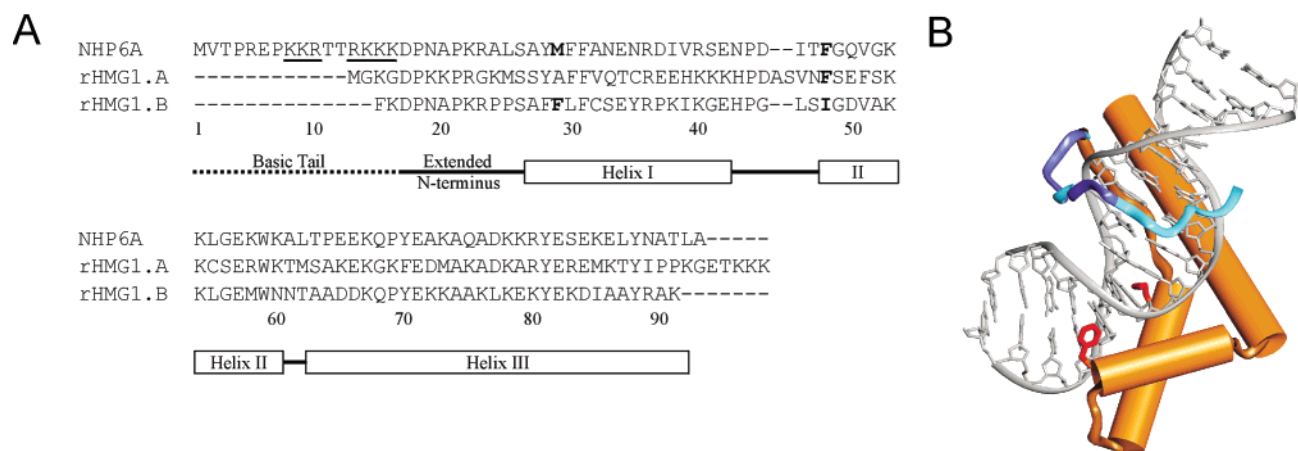 A
B
NHP6A MVTPREPKKRTTRKKKDPNAPKRALSAYMFFANENRDIVRSENPD--ITFGQVGK
rHMG1.A ------------MGKGDPKKPRGKMSSYAFFVQTCREEHKKKHPDASVNFSEFSK
rHMG1.B --------------FKDPNAPKRPPSAFFLFCSEYRPKIKGEHPG--LSIGDVAK
1 10 20 29 40 50
Basic Tail Extended N-terminus Helix I II
NHP6A KLGEKWKALTPEEKQPYEAKAQADKKRYESEKELYNATLA-----
rHMG1.A KCSERWKTMSAKEKGKFEDMAKADKARYEREMKTYIPPKGETKKK
rHMG1.B KLGEMWNNTAADDKQPYEKKAAKLKEKYEKDIAAYRAK-------
60 70 80 90
Helix II Helix III